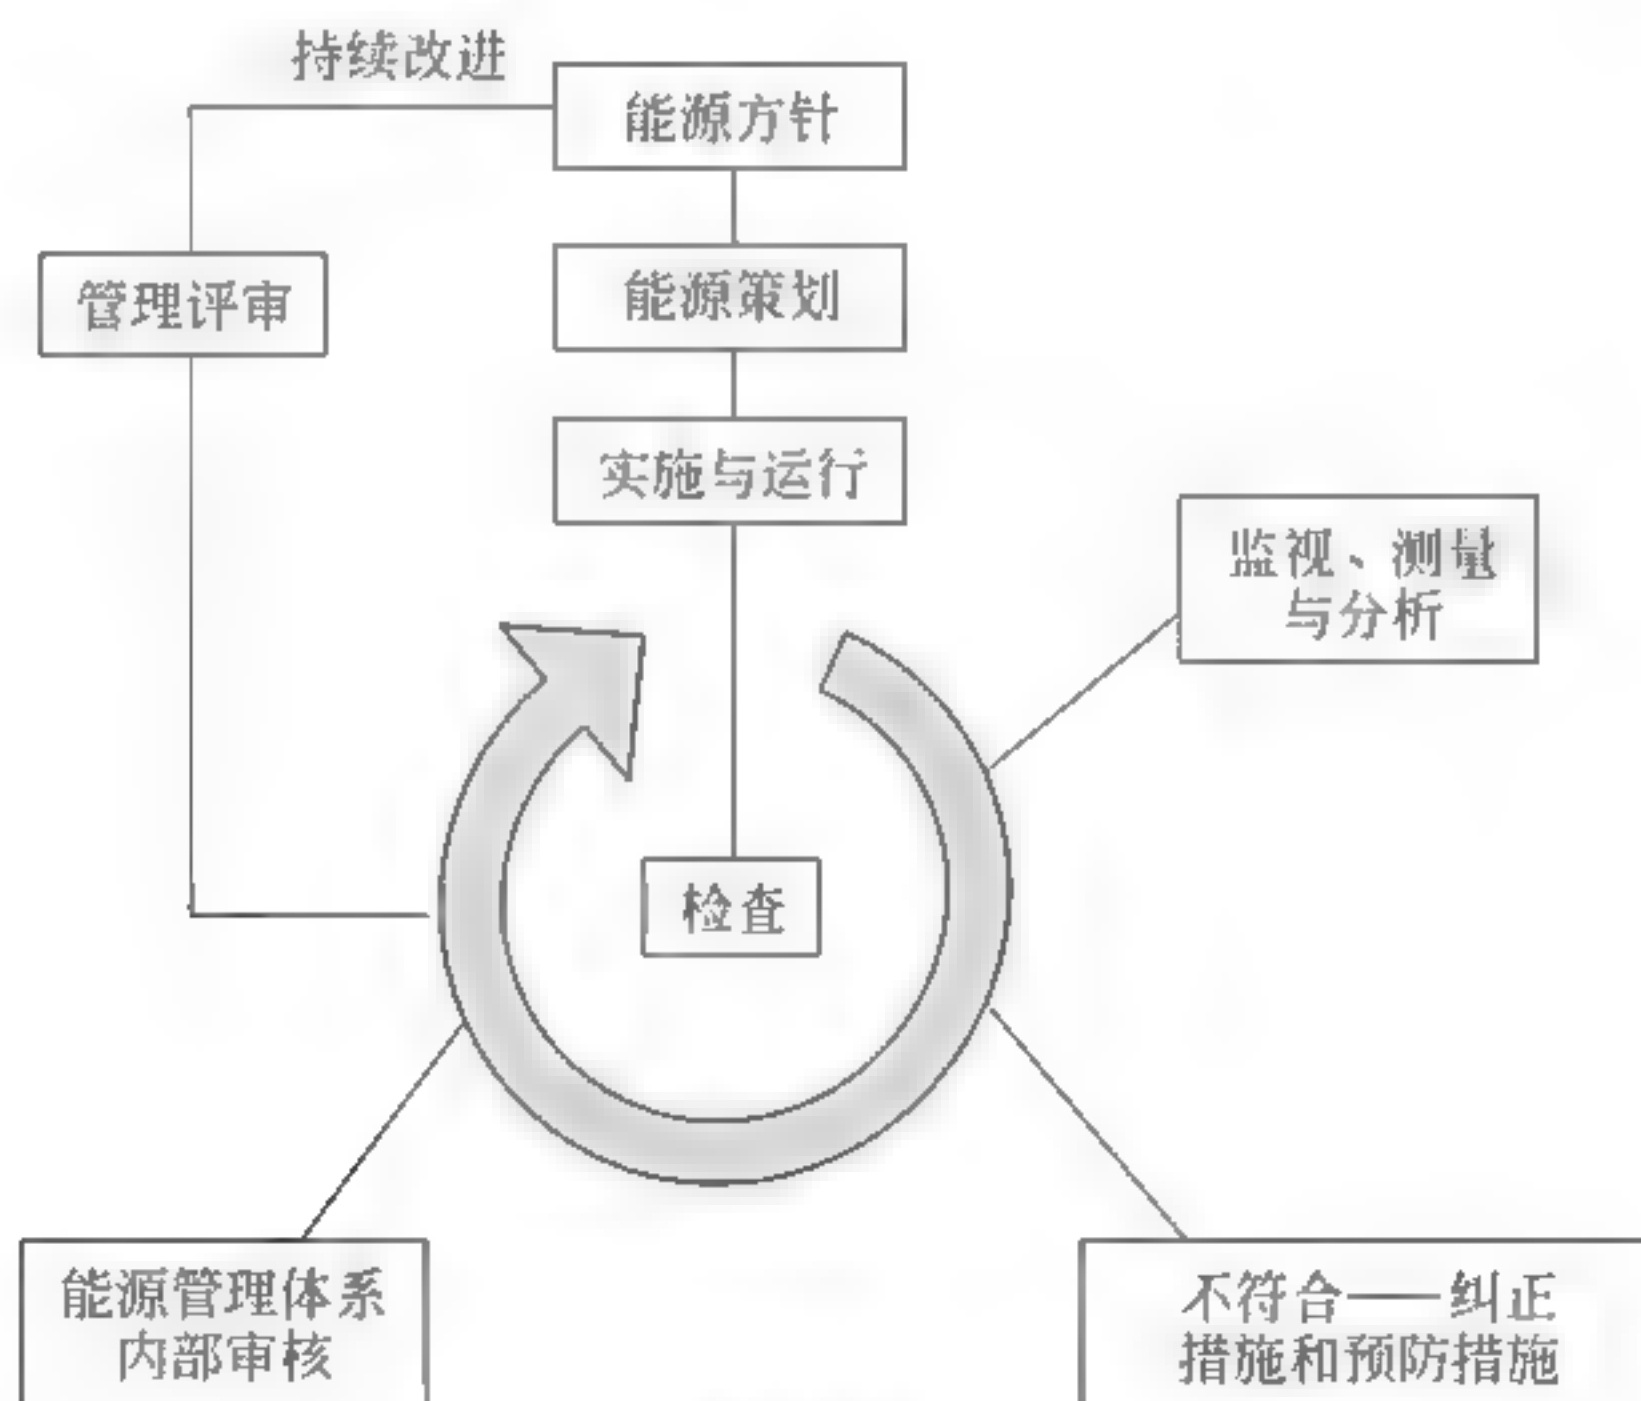 持续改进
能源方针
管理评审
能源策划
实施与运行
监视、测量
与分析
检查
能源管理体系
内部审核
不符合——纠正
措施和预防措施